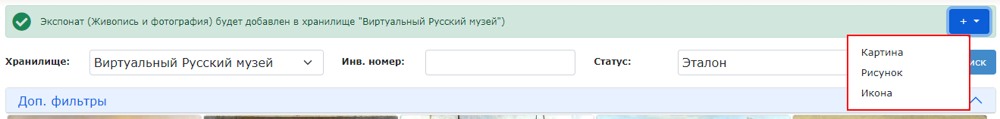 Экспонат (Живопись и фотография) будет добавлен в хранилище "Виртуальный Русский музей")
+
Хранилище:
Виртуальный Русский музей
Инв. номер:
Статус:
Эталон
иск
Картина
Рисунок
Икона
Доп. фильтры